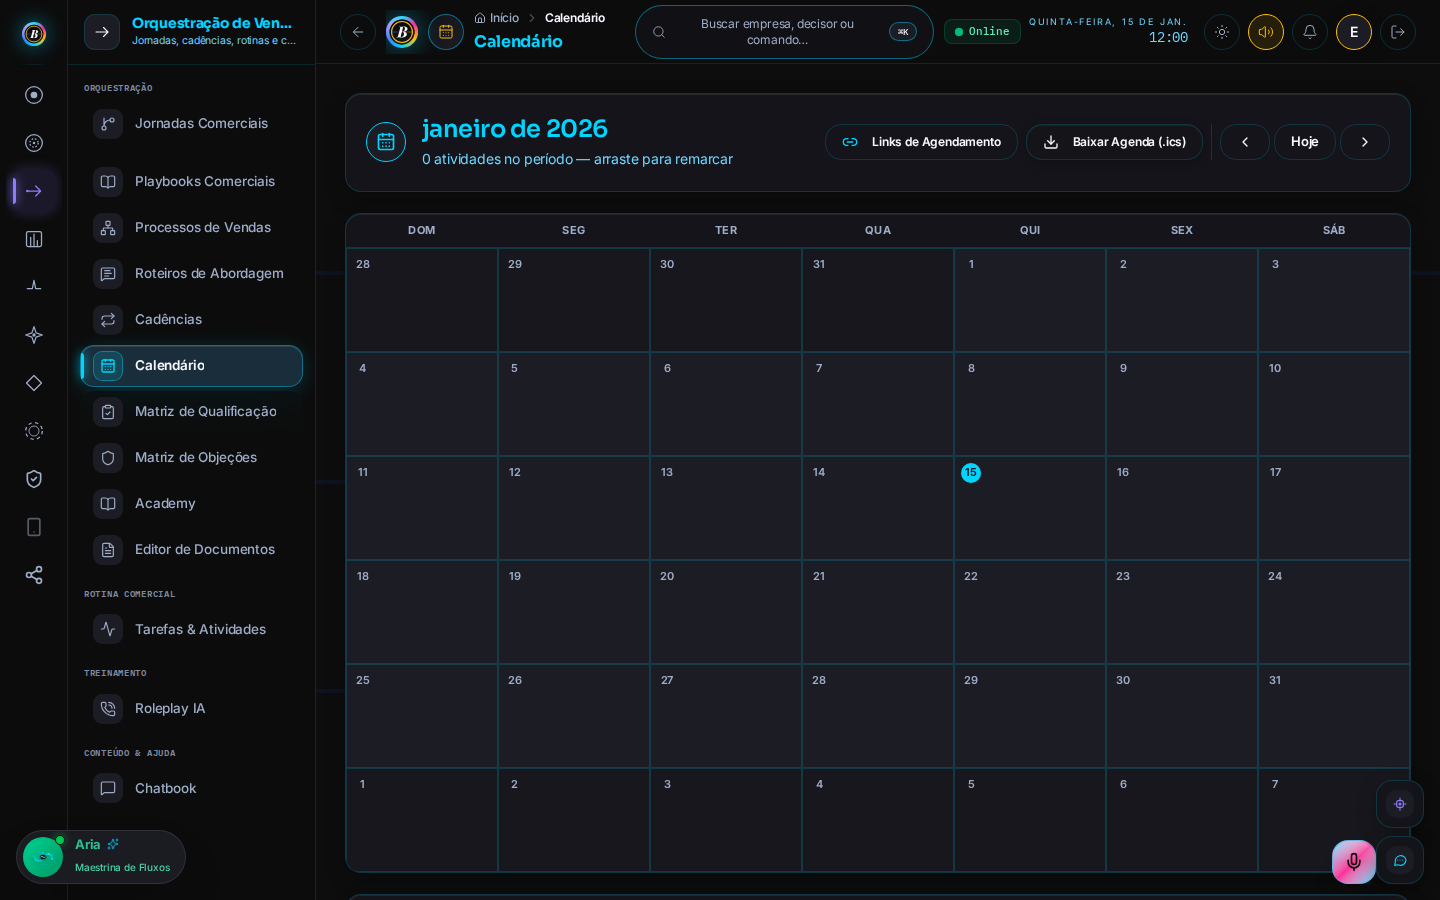 Orquestração de Ven...
Jornadas, cadências, rotinas e c...
ORQUESTRAÇÃO
Jornadas Comerciais
Playbooks Comerciais
Processos de Vendas
Roteiros de Abordagem
Cadências
Calendário
Matriz de Qualificação
Matriz de Objeções
Academy
Editor de Documentos
ROTINA COMERCIAL
Tarefas & Atividades
TREINAMENTO
Roleplay IA
CONTEÚDO & AJUDA
Chatbook
Aria
Maestrina de Fluxos
B
B
Início
Calendário
Calendário
Buscar empresa, decisor ou
comando...
⌘K
Online
QUINTA-FEIRA, 15 DE JAN.
12:00
E
janeiro de 2026
0 atividades no período — arraste para remarcar
Links de Agendamento
Baixar Agenda (.ics)
Hoje
DOM SEG TER QUA QUI SEX SÁB
28 29 30 31 1 2 3
4 5 6 7 8 9 10
11 12 13 14 15 16 17
18 19 20 21 22 23 24
25 26 27 28 29 30 31
1 2 3 4 5 6 7